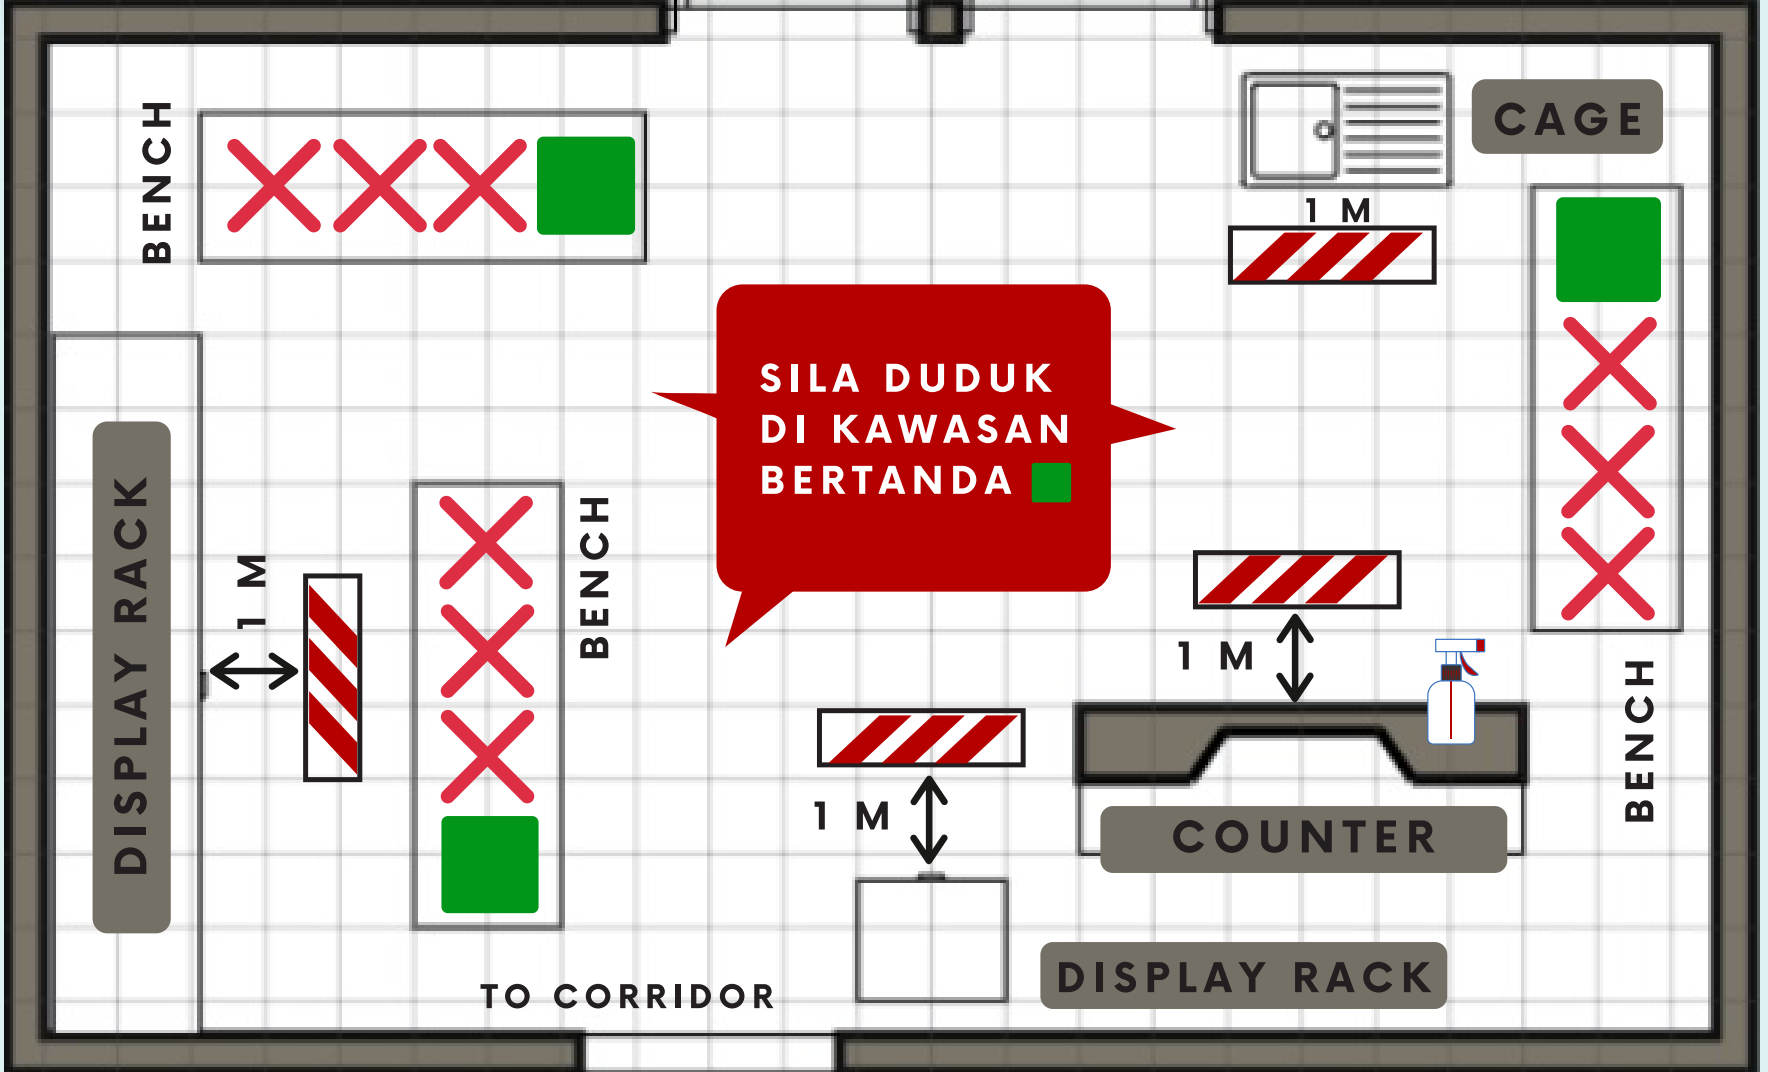 BENCH
CAGE
1 M
SILA DUDUK
DI KAWASAN
BERTANDA
DISPLAY RACK
1 M
BENCH
1 M
BENCH
1 M
COUNTER
DISPLAY RACK
TO CORRIDOR